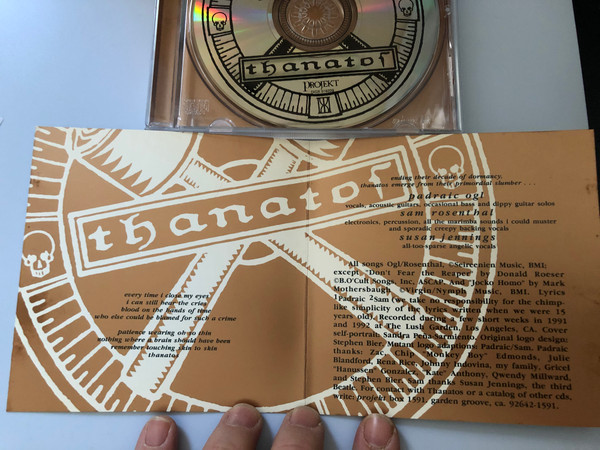 thanatos
PROJEKT
thanatos
every time i close my eyes
i can still hear the cries
blood on the hands of time
who else could be blamed for such a crime
patience wearing
nothing where a brain should have been
remember touching skin to skin
thanatos
ending their decade of dormancy,
thanatos emerge from their primordial slumber . . .
padraic ogl
vocals, acoustic guitars, occasional bass and dippy guitar solos
sam rosenthal
electronics, percussion, all the marimba sounds i could muster
and sporadic creepy backing vocals
susan jennings
all-too-sparse angelic vocals
All songs Ogl/Rosenthal, ©Screenien Music, BMI;
except "Don't Fear the Reaper" by Donald Roeser
©B.O'Cult Songs, Inc. ASCAP, and "Jocko Homo" by Mark
Mothersbaugh ©Virgin/Nymph Music, BMI. Lyrics
¹Padraic ²Sam (we take no responsibility for the chimp-
like simplicity of the lyrics written when we were 15
years old). Recorded during a few sweet weeks in 1991
and 1992 at The Lush Garden, Los Angeles, CA. Cover
self-portrait Sandra Pena. Original logo design:
Stephen Bier, mutant logo adaptions: Padraic/Sam. Padraic
thanks: Zac, Chip "Monkey Boy" Edmonds, Julie
Blandford, Rena Rice, Johnny Indovina, my family, Gricel
"Hamster" Gonzalez, "Kate" Anthony, Qwendy Millward,
and Stephen Bier. Sam thanks Susan Jennings, the third
Beatle. For contact with Thanatos or a catalog of other cds,
write: projekt box 1591, garden groove, ca. 92642-1591.